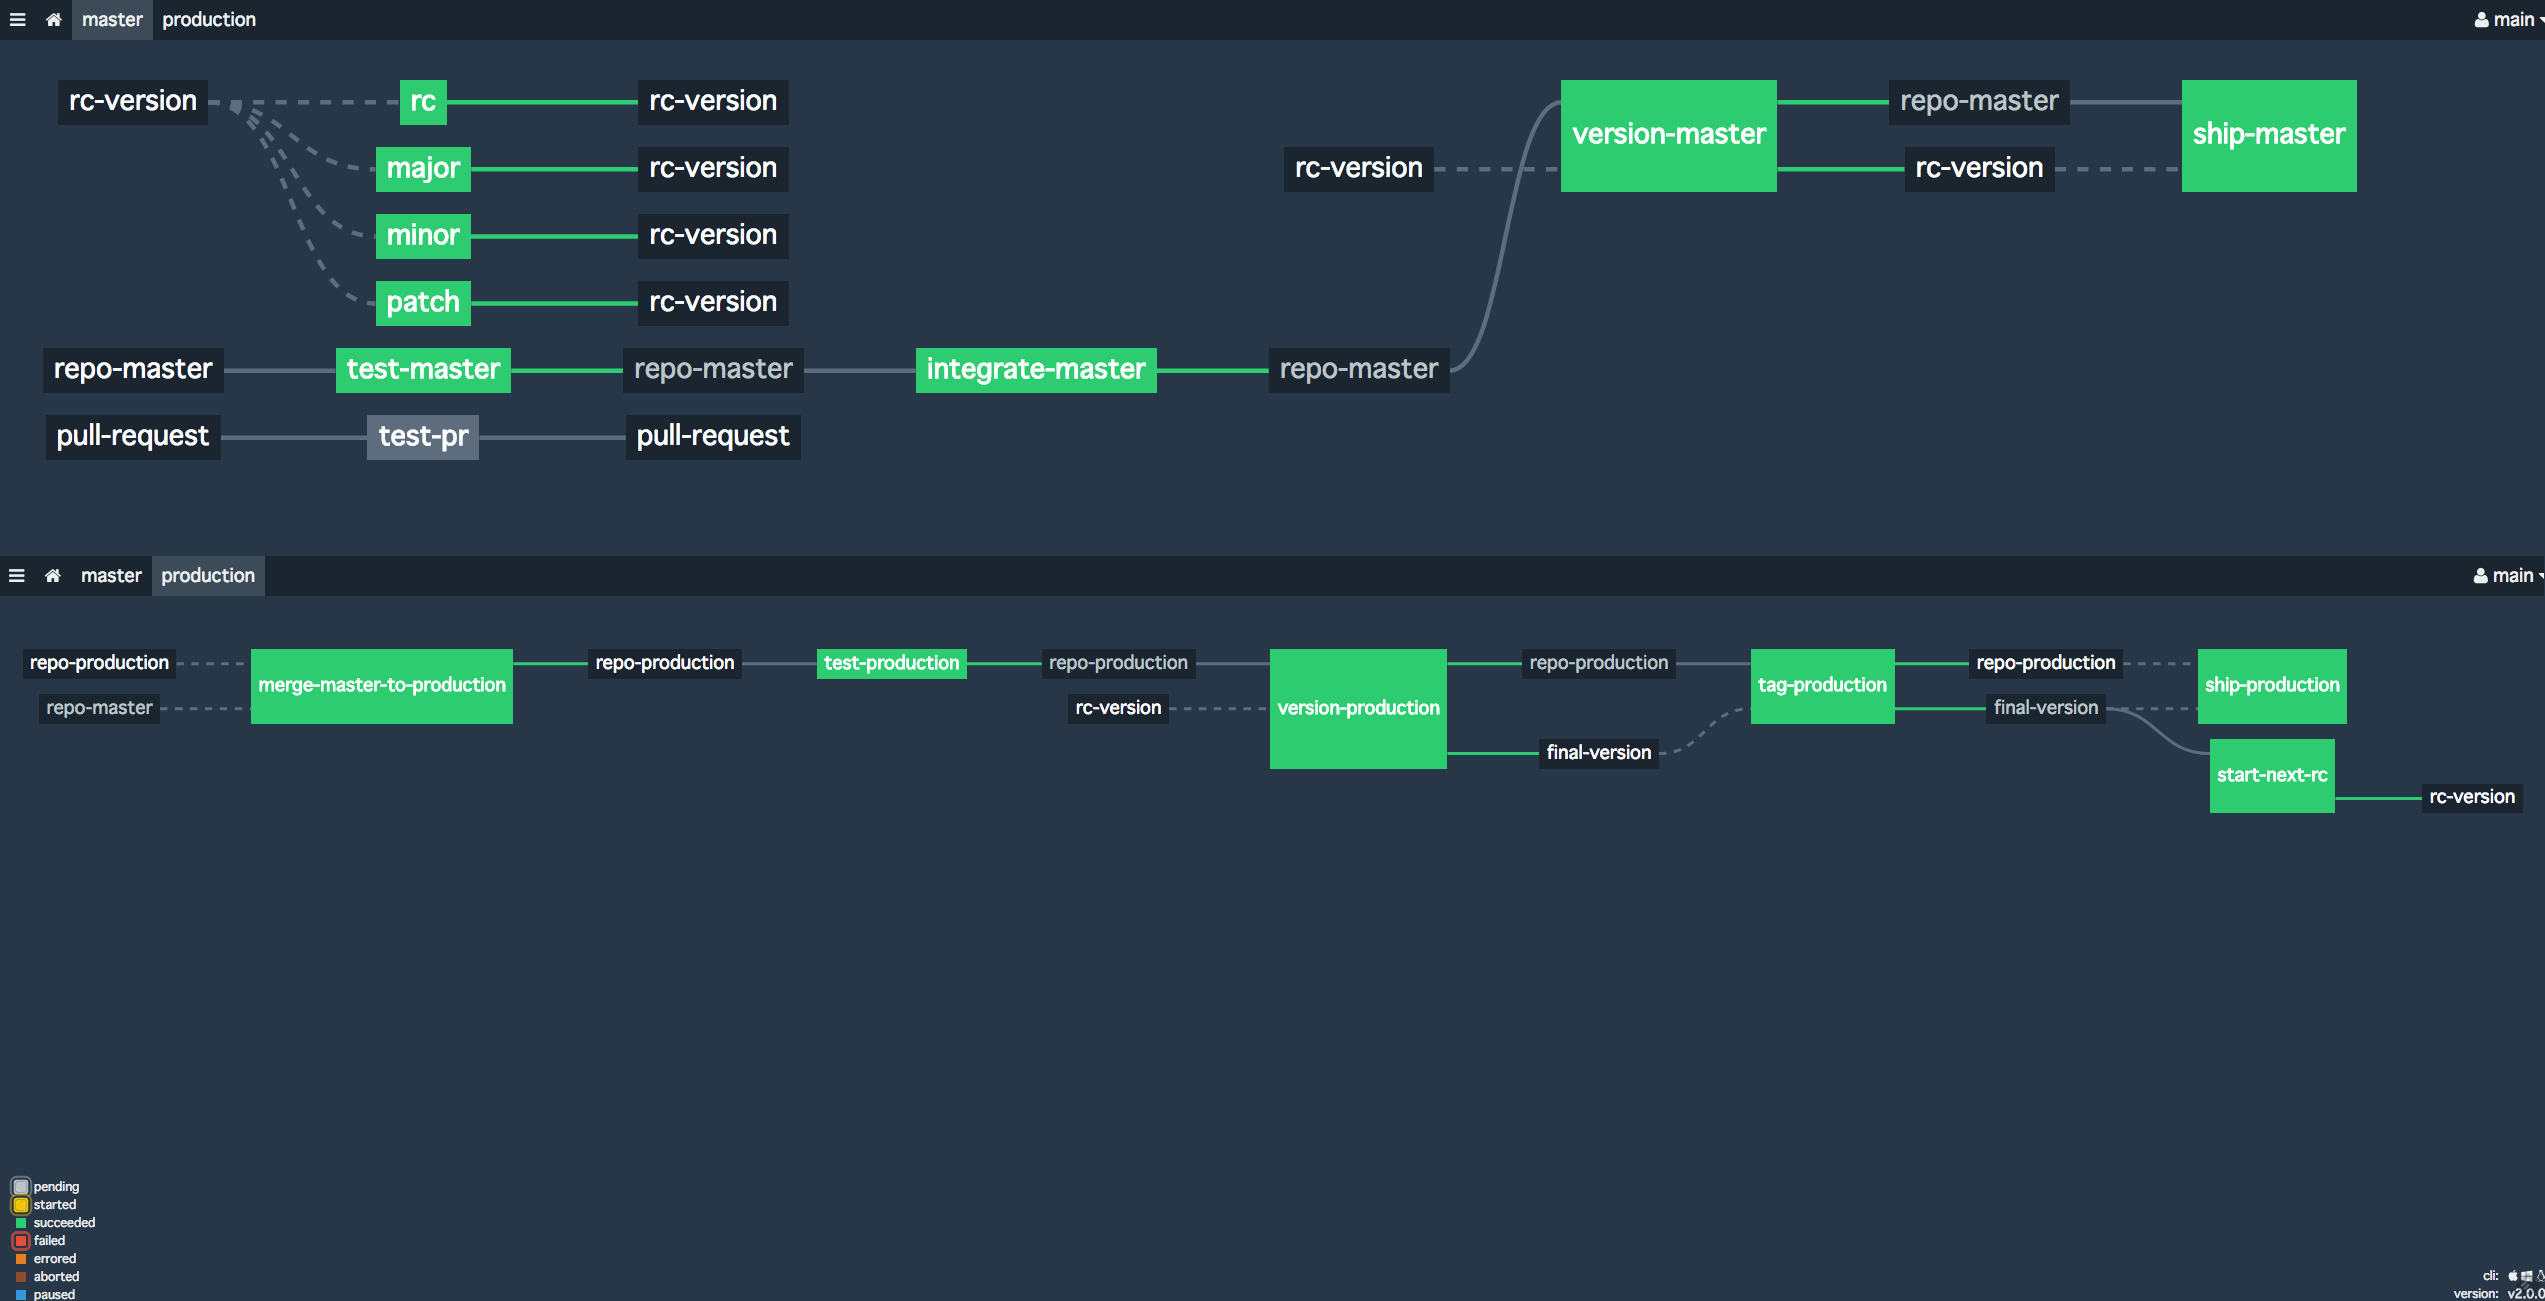 master production main
rc-version rc rc-version
major rc-version
minor rc-version
patch rc-version
rc-version version-master repo-master ship-master
rc-version
repo-master test-master repo-master integrate-master repo-master
pull-request test-pr pull-request
master production main
repo-production merge-master-to-production repo-production test-production repo-production version-production repo-production tag-production repo-production ship-production
repo-master rc-version final-version
final-version start-next-rc
rc-version
pending
started
succeeded
failed
errored
aborted
paused
cli:
version: v2.0.0